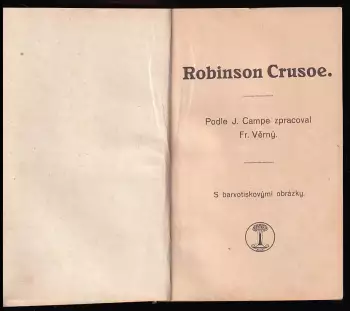 Robinson Crusoe.
Podle J. Campe zpracoval
Fr. Věrný.
S barvotiskovými obrázky.